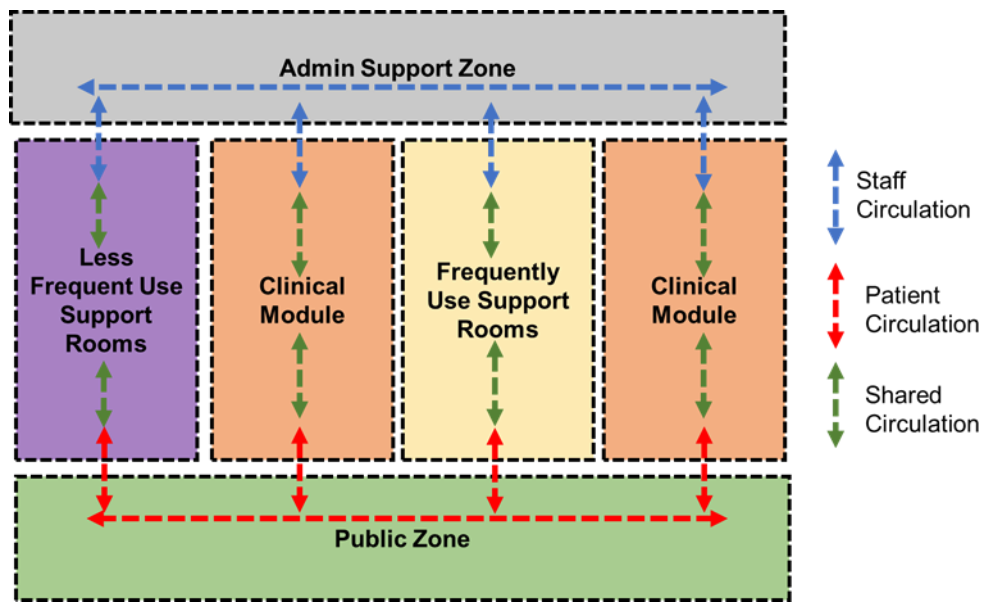 Admin Support Zone
Less
Frequent Use
Support
Rooms
Clinical
Module
Frequently
Use Support
Rooms
Clinical
Module
Public Zone
Staff
Circulation
Patient
Circulation
Shared
Circulation